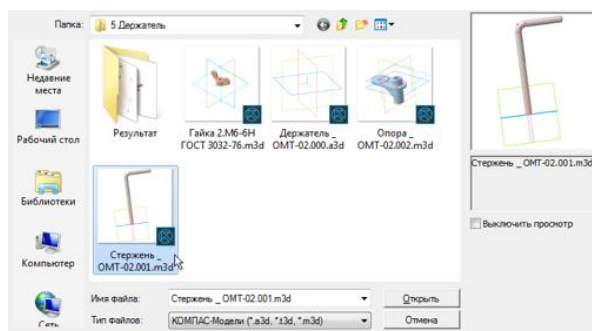 Папка: 5 Держатель
Недавние места
Рабочий стол
Библиотеки
Компьютер
Сеть
Результат
Гайка 2.М6-6Н
ГОСТ 3032-76.m3d
Держатель _
ОМТ-02.000.a3d
Опора _
ОМТ-02.002.m3d
Стержень _
ОМТ-02.001.m3d
Имя файла: Стержень _ ОМТ-02.001.m3d Открыть
Тип файлов: КОМПАС-Модели (*.a3d, *.t3d, *.m3d) Отмена
Стержень _ ОМТ-02.001.m3d
Выключить просмотр